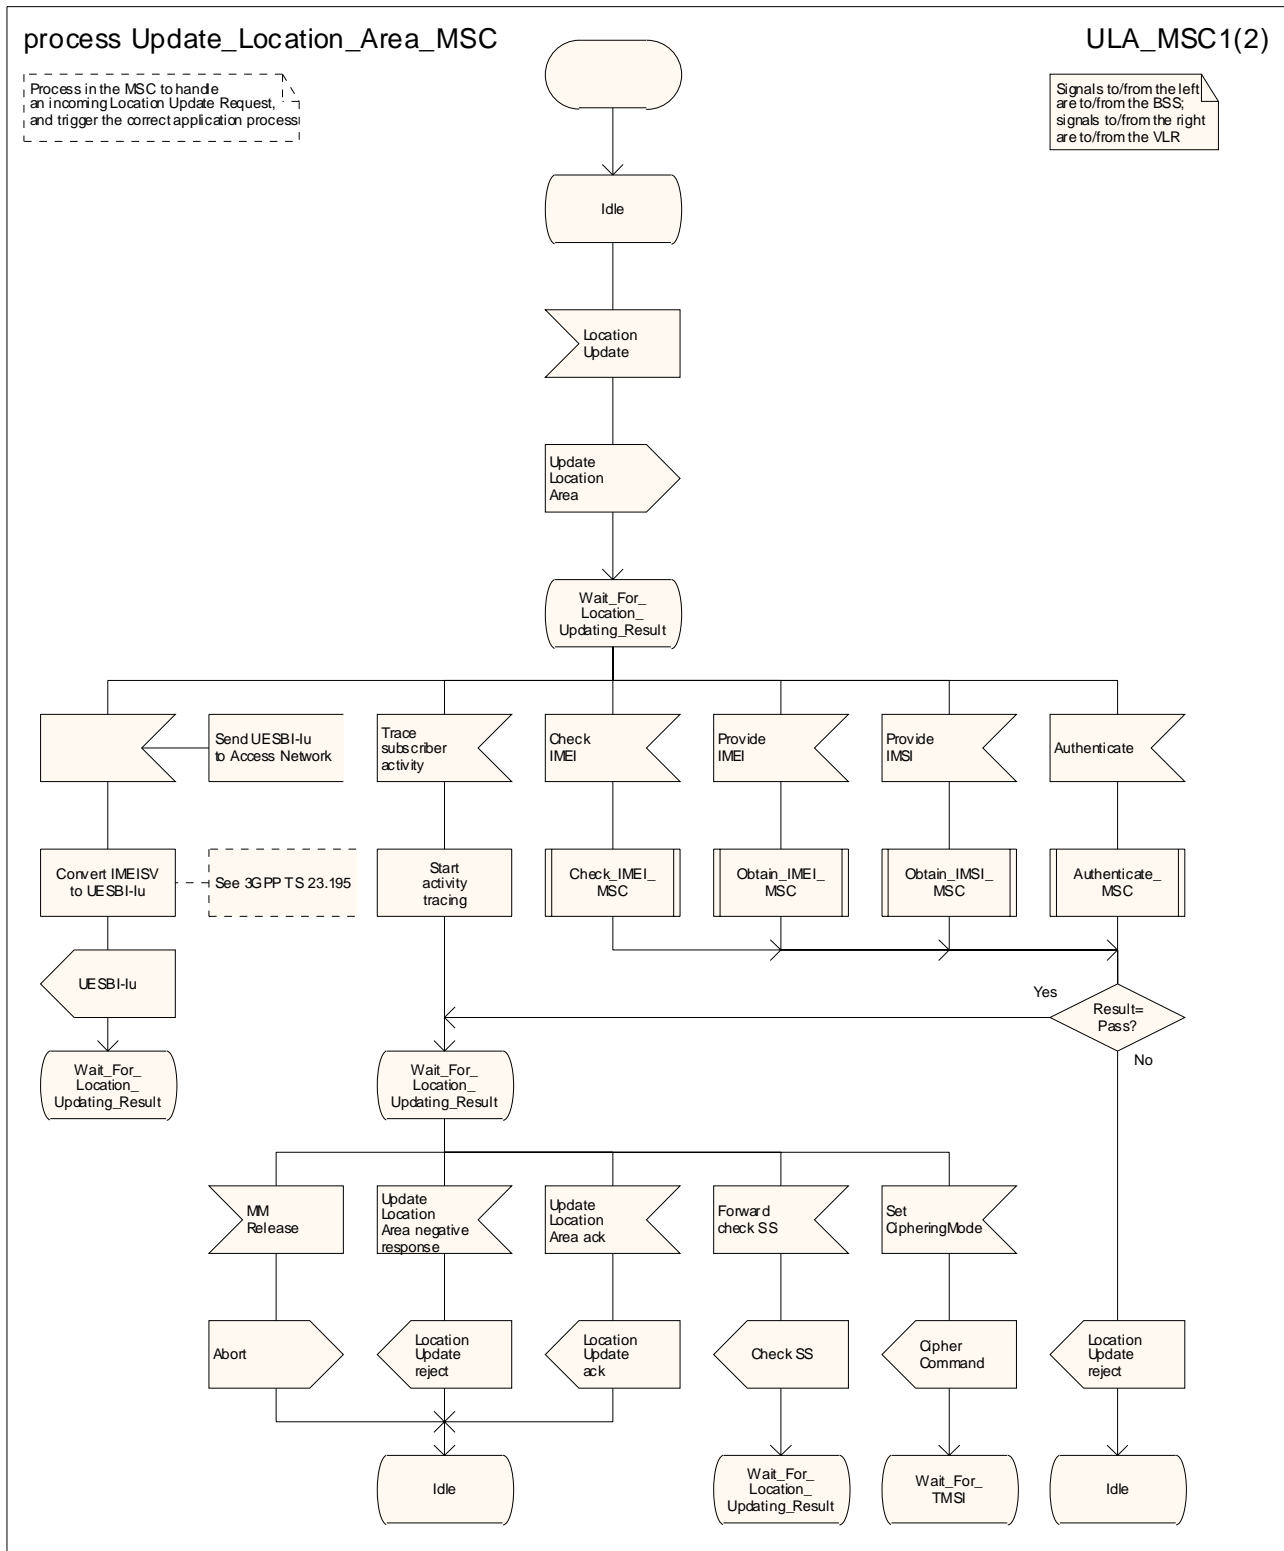 process Update_Location_Area_MSC
ULA_MSC1(2)
Process in the MSC to handle
an incoming Location Update Request,
and trigger the correct application process
Signals to/from the left
are to/from the BSS;
signals to/from the right
are to/from the VLR
Idle
Location
Update
Update
Location
Area
Wait_For_
Location_
Updating_Result
Send UESBI-Iu
to Access Network
Trace
subscriber
activity
Check
IMEI
Provide
IMEI
Provide
IMSI
Authenticate
Convert IMEISV
to UESBI-Iu
See 3GPP TS 23.195
Start
activity
tracing
Check_IMEI_
MSC
Obtain_IMEI_
MSC
Obtain_IMSI_
MSC
Authenticate_
MSC
UESBI-Iu
Yes
Result=
Pass?
No
Wait_For_
Location_
Updating_Result
Wait_For_
Location_
Updating_Result
MM
Release
Update
Location
Area negative
response
Update
Location
Area ack
Forward
check SS
Set
CipheringMode
Abort
Location
Update
reject
Location
Update
ack
Check SS
Cipher
Command
Location
Update
reject
Idle
Wait_For_
Location_
Updating_Result
Wait_For_
TMSI
Idle